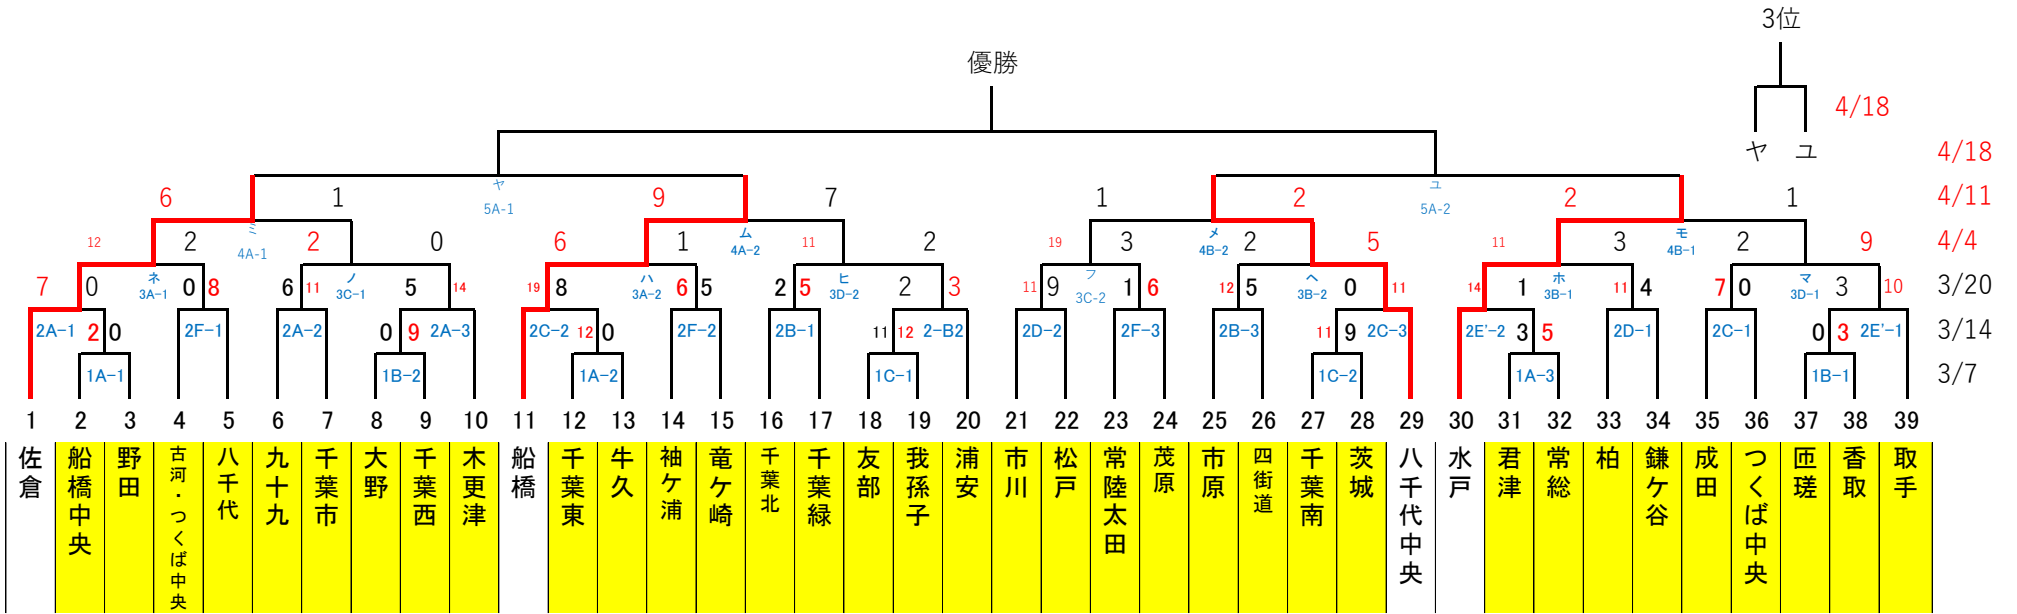 3位
優勝
4/18
ヤ ユ
4/18
6 1 ヤ 9 7 1 2 ユ 2 1 4/11
5A-1 5A-2
12 2 ミ 2 0 6 1 ム 11 2 19 3 メ 2 5 11 3 モ 2 9 4/4
4A-1 4A-2 4B-2 4B-1
7 0 ネ 0 8 6 11 ノ 5 14 19 8 ハ 6 5 2 5 ヒ 2 3 11 9 フ 1 6 12 5 ヘ 0 11 14 1 ホ 11 4 7 0 マ 3 10 3/20
3A-1 3C-1 3A-2 3D-2 3C-2 3B-2 3B-1 3D-1
2A-1 2 0 2F-1 2A-2 0 9 2A-3 2C-2 12 0 2F-2 2B-1 11 12 2-B2 2D-2 2F-3 2B-3 11 9 2C-3 2E'-2 3 5 2D-1 2C-1 0 3 2E'-1 3/14
1A-1 1B-2 1A-2 1C-1 1C-2 1A-3 1B-1 3/7
1 2 3 4 5 6 7 8 9 10 11 12 13 14 15 16 17 18 19 20 21 22 23 24 25 26 27 28 29 30 31 32 33 34 35 36 37 38 39
佐倉
船橋中央
野田
古河・つくば中央
八千代
九十九
千葉市
大野
千葉西
木更津
船橋
千葉東
牛久
袖ケ浦
竜ケ崎
千葉北
千葉緑
友部
我孫子
浦安
市川
松戸
常陸太田
茂原
市原
四街道
千葉南
茨城
八千代中央
水戸
君津
常総
柏
鎌ケ谷
成田
つくば中央
匝瑳
香取
取手